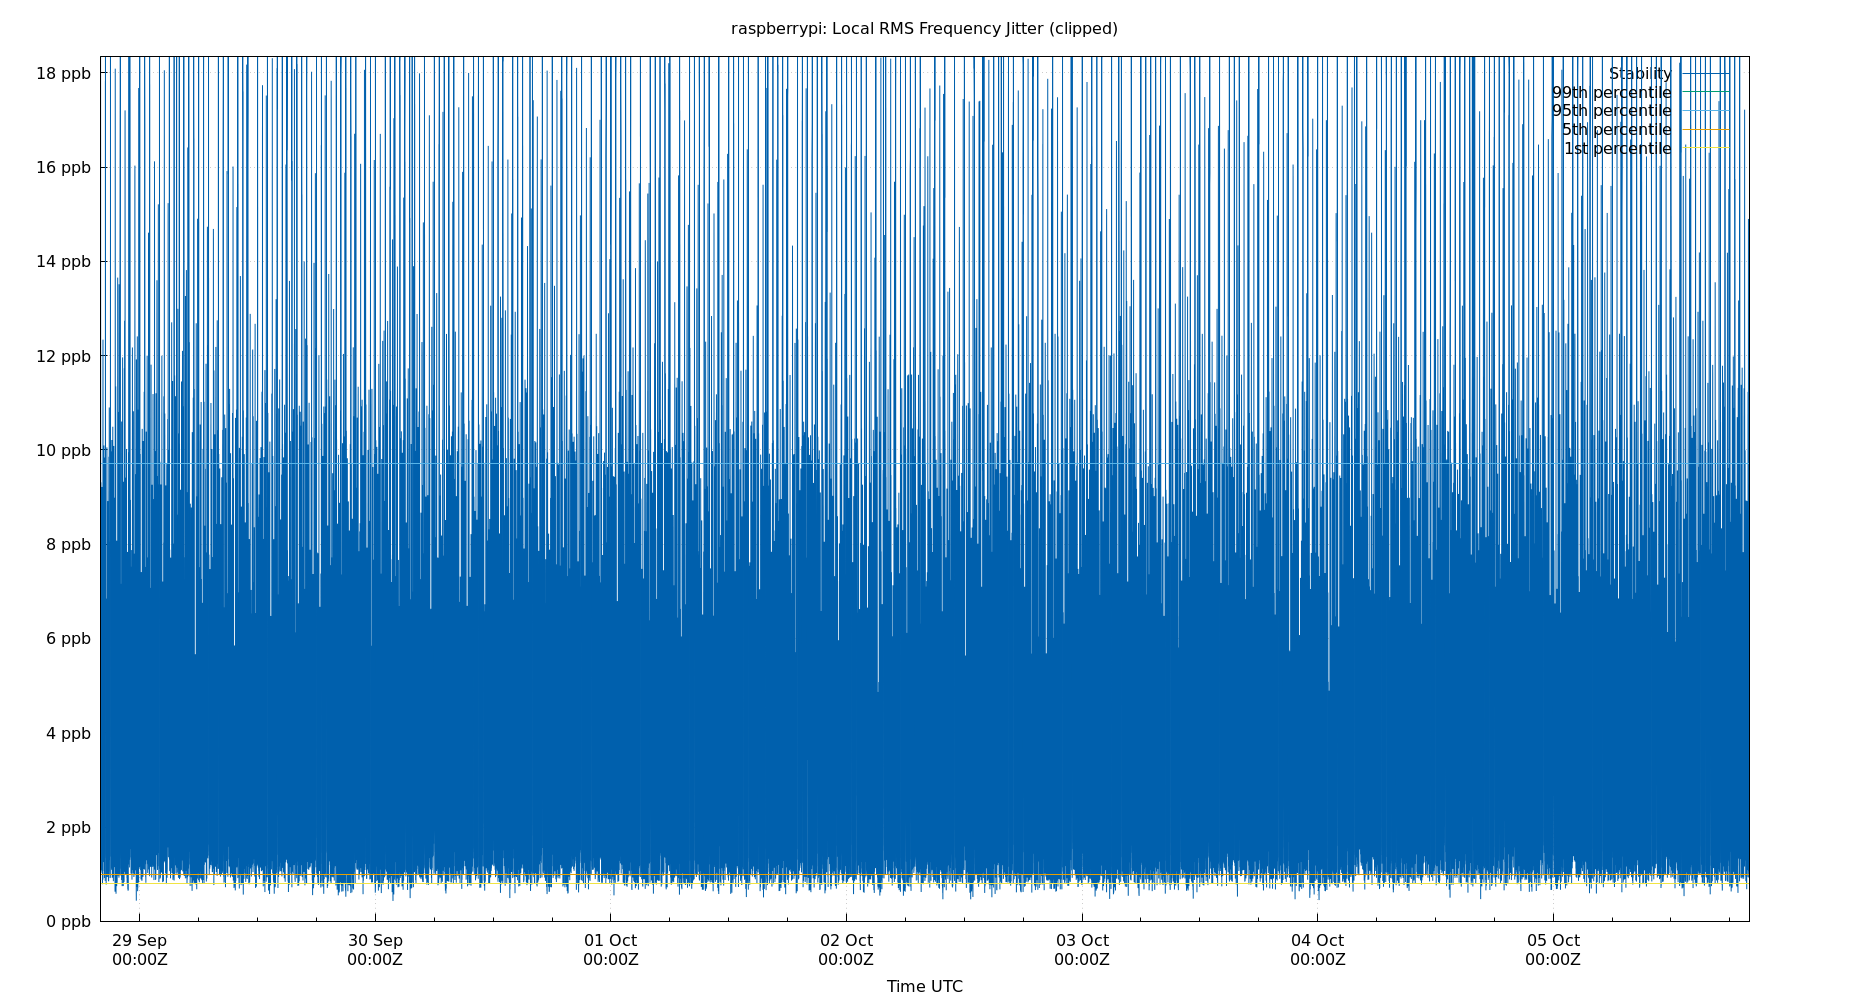 raspberrypi: Local RMS Frequency Jitter (clipped)
18 ppb
16 ppb
14 ppb
12 ppb
10 ppb
8 ppb
6 ppb
4 ppb
2 ppb
0 ppb
Stability
99th percentile
95th percentile
5th percentile
1st percentile
29 Sep
00:00Z
30 Sep
00:00Z
01 Oct
00:00Z
02 Oct
00:00Z
03 Oct
00:00Z
04 Oct
00:00Z
05 Oct
00:00Z
Time UTC